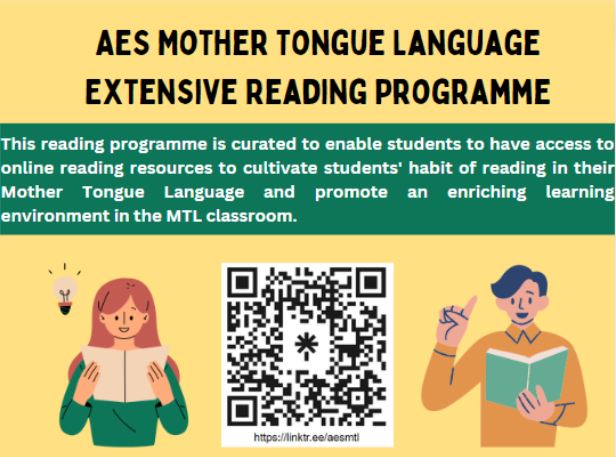 AES MOTHER TONGUE LANGUAGE
EXTENSIVE READING PROGRAMME
This reading programme is curated to enable students to have access to
online reading resources to cultivate students' habit of reading in their
Mother Tongue Language and promote an enriching learning
environment in the MTL classroom.
https://linktr.ee/aesmtl